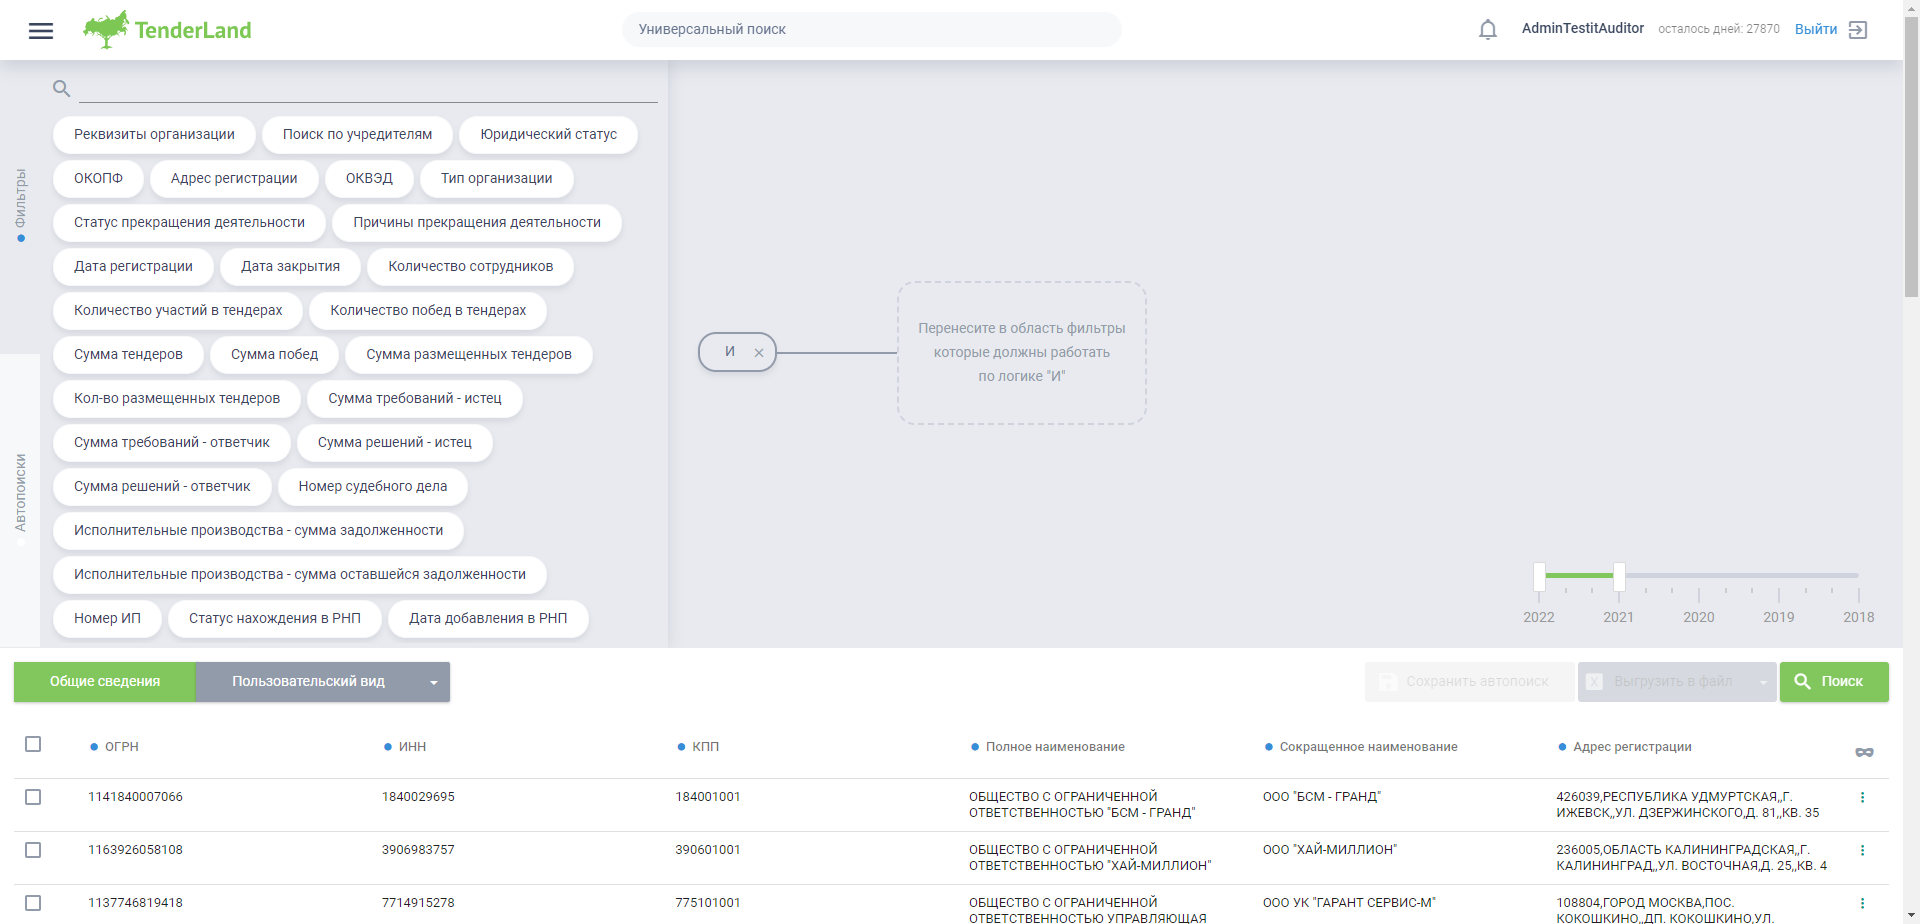 TenderLand
Универсальный поиск
AdminTestitAuditor
осталось дней: 27870
Выйти
Фильтры
Автопоиски
Реквизиты организации
Поиск по учредителям
Юридический статус
ОКОПФ
Адрес регистрации
ОКВЭД
Тип организации
Статус прекращения деятельности
Причины прекращения деятельности
Дата регистрации
Дата закрытия
Количество сотрудников
Количество участий в тендерах
Количество побед в тендерах
Сумма тендеров
Сумма побед
Сумма размещенных тендеров
Кол-во размещенных тендеров
Сумма требований - истец
Сумма требований - ответчик
Сумма решений - истец
Сумма решений - ответчик
Номер судебного дела
Исполнительные производства - сумма задолженности
Исполнительные производства - сумма оставшейся задолженности
Номер ИП
Статус нахождения в РНП
Дата добавления в РНП
И
Перенесите в область фильтры
которые должны работать
по логике "И"
2022
2021
2020
2019
2018
Общие сведения
Пользовательский вид
Сохранить автопоиск
Выгрузить в файл
Поиск
ОГРН
ИНН
КПП
Полное наименование
Сокращенное наименование
Адрес регистрации
1141840007066
1840029695
184001001
ОБЩЕСТВО С ОГРАНИЧЕННОЙ
ОТВЕТСТВЕННОСТЬЮ "БСМ - ГРАНД"
ООО "БСМ - ГРАНД"
426039,РЕСПУБЛИКА УДМУРТСКАЯ,,Г.
ИЖЕВСК,,УЛ. ДЗЕРЖИНСКОГО,Д. 81,,КВ. 35
1163926058108
3906983757
390601001
ОБЩЕСТВО С ОГРАНИЧЕННОЙ
ОТВЕТСТВЕННОСТЬЮ "ХАЙ-МИЛЛИОН"
ООО "ХАЙ-МИЛЛИОН"
236005,ОБЛАСТЬ КАЛИНИНГРАДСКАЯ,,Г.
КАЛИНИНГРАД,,УЛ. ВОСТОЧНАЯ,Д. 25,,КВ. 4
1137746819418
7714915278
775101001
ОБЩЕСТВО С ОГРАНИЧЕННОЙ
ОТВЕТСТВЕННОСТЬЮ УПРАВЛЯЮЩАЯ
ООО УК "ГАРАНТ СЕРВИС-М"
108804,ГОРОД МОСКВА,ПОС.
КОКОШКИНО,,ДП. КОКОШКИНО,УЛ.